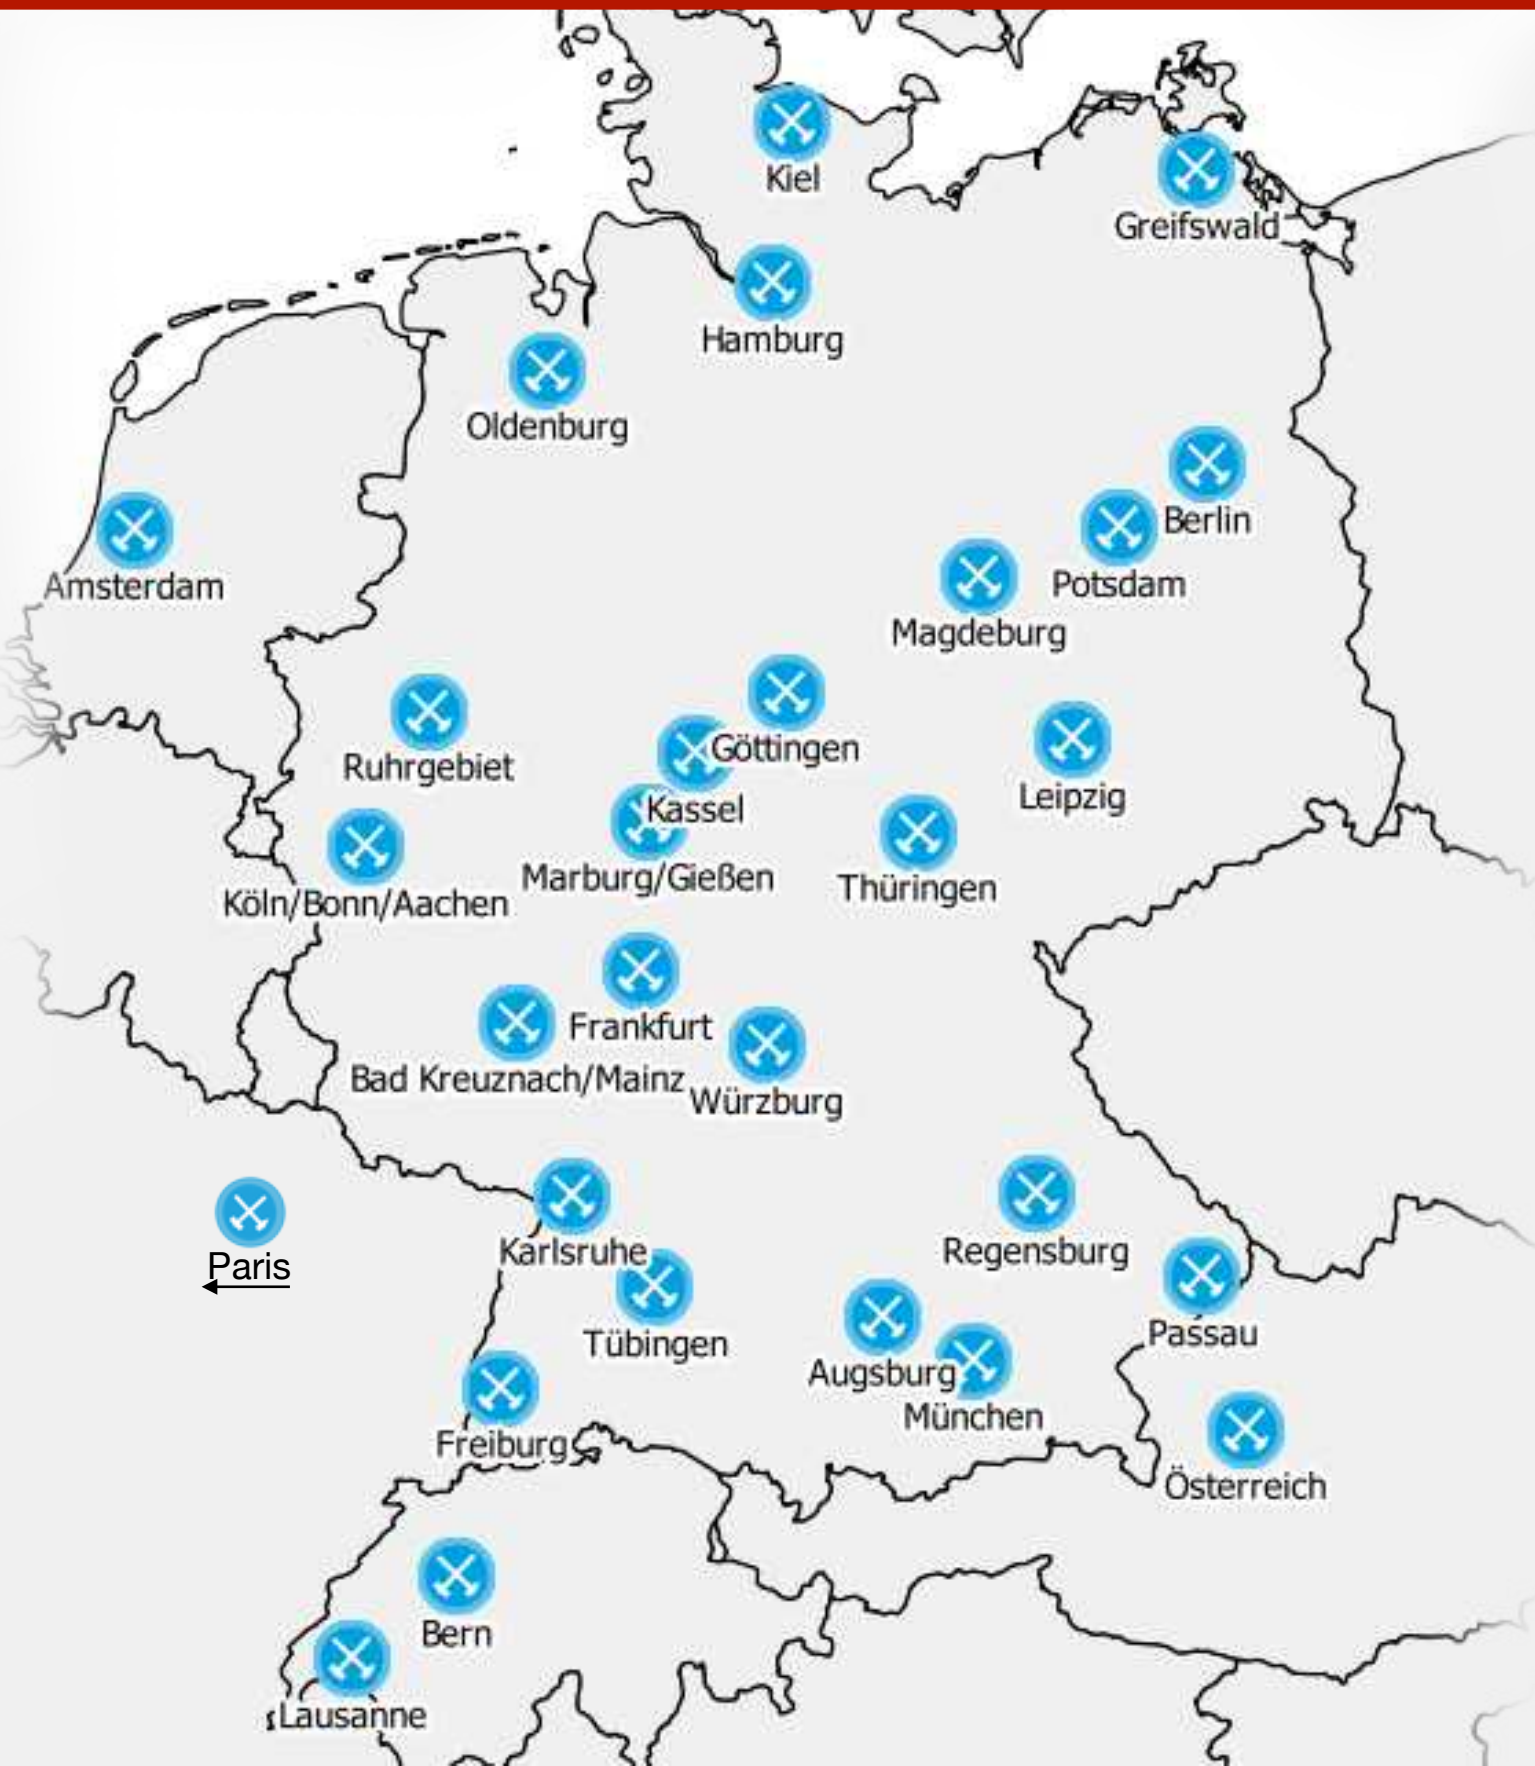 Kiel
Greifswald
Hamburg
Oldenburg
Berlin
Amsterdam
Potsdam
Magdeburg
Göttingen
Ruhrgebiet
Kassel
Leipzig
Marburg/Gießen
Thüringen
Köln/Bonn/Aachen
Frankfurt
Bad Kreuznach/Mainz
Würzburg
Karlsruhe
Regensburg
Paris
Passau
Tübingen
Augsburg
München
Freiburg
Österreich
Bern
Lausanne